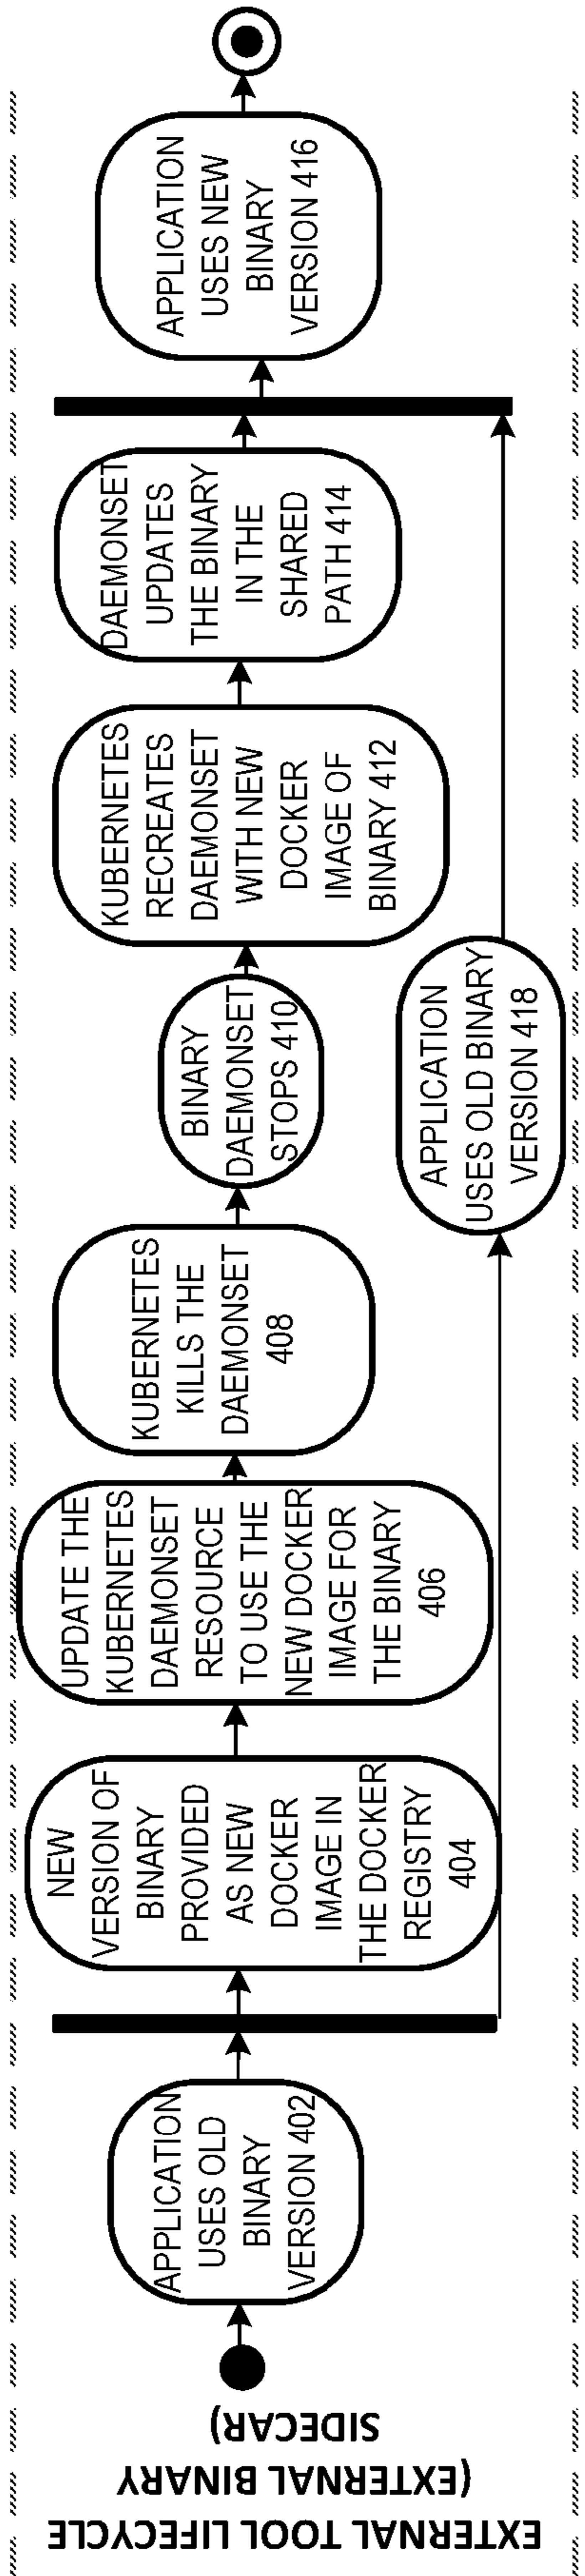 EXTERNAL TOOL LIFECYCLE
(EXTERNAL BINARY
SIDECAR)
APPLICATION
USES OLD
BINARY
VERSION 402
NEW
VERSION OF
BINARY
PROVIDED
AS NEW
DOCKER
IMAGE IN
THE DOCKER
REGISTRY
404
UPDATE THE
KUBERNETES
DAEMONSET
RESOURCE
TO USE THE
NEW DOCKER
IMAGE FOR
THE BINARY
406
KUBERNETES
KILLS THE
DAEMONSET
408
BINARY
DAEMONSET
STOPS 410
KUBERNETES
RECREATES
DAEMONSET
WITH NEW
DOCKER
IMAGE OF
BINARY 412
DAEMONSET
UPDATES
THE BINARY
IN THE
SHARED
PATH 414
APPLICATION
USES NEW
BINARY
VERSION 416
APPLICATION
USES OLD BINARY
VERSION 418